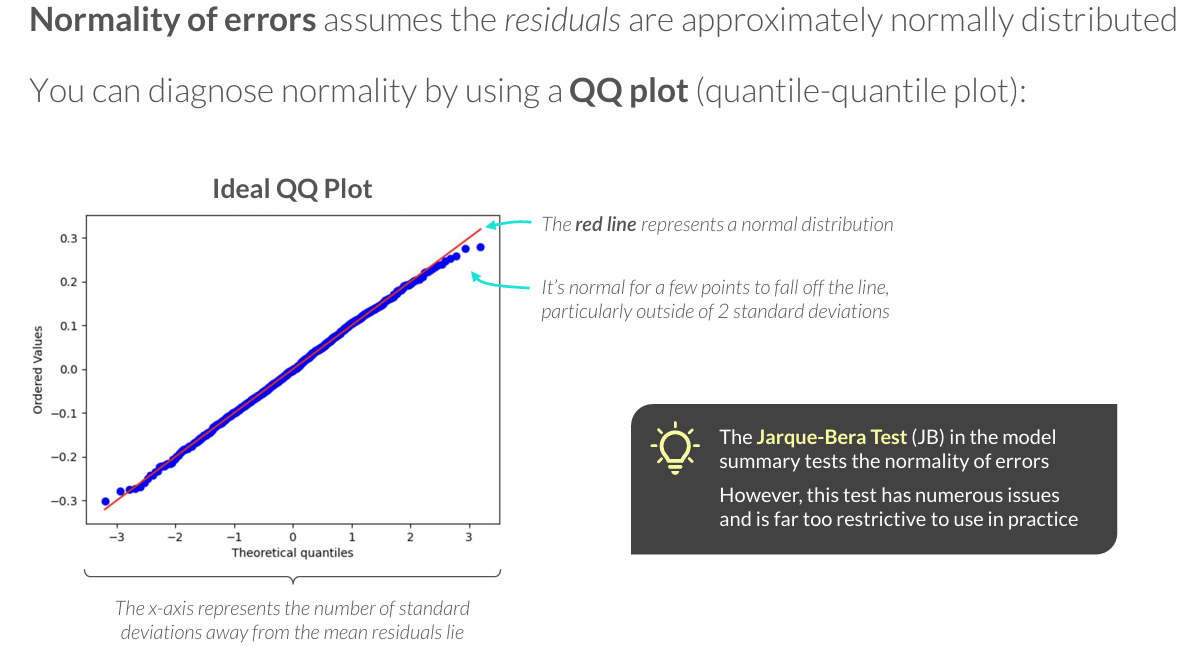 Normality of errors assumes the residuals are approximately normally distributed
You can diagnose normality by using a QQ plot (quantile-quantile plot):
Ideal QQ Plot
0.3
0.2
0.1
0.0
−0.1
−0.2
−0.3
Ordered Values
−3
−2
−1
0
1
2
3
Theoretical quantiles
The red line represents a normal distribution
It's normal for a few points to fall off the line,
particularly outside of 2 standard deviations
The x-axis represents the number of standard
deviations away from the mean residuals lie
The Jarque-Bera Test (JB) in the model
summary tests the normality of errors
However, this test has numerous issues
and is far too restrictive to use in practice